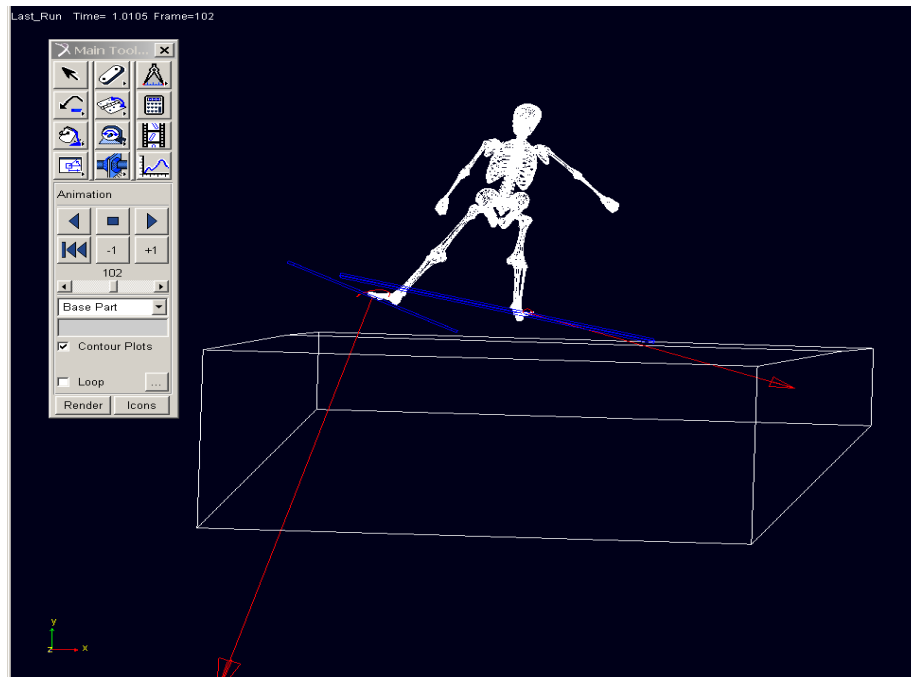 Last_Run Time= 1.0105 Frame=102
Main Tool...
Animation
-1
+1
102
Base Part
Contour Plots
Loop
...
Render
Icons
y
z
x